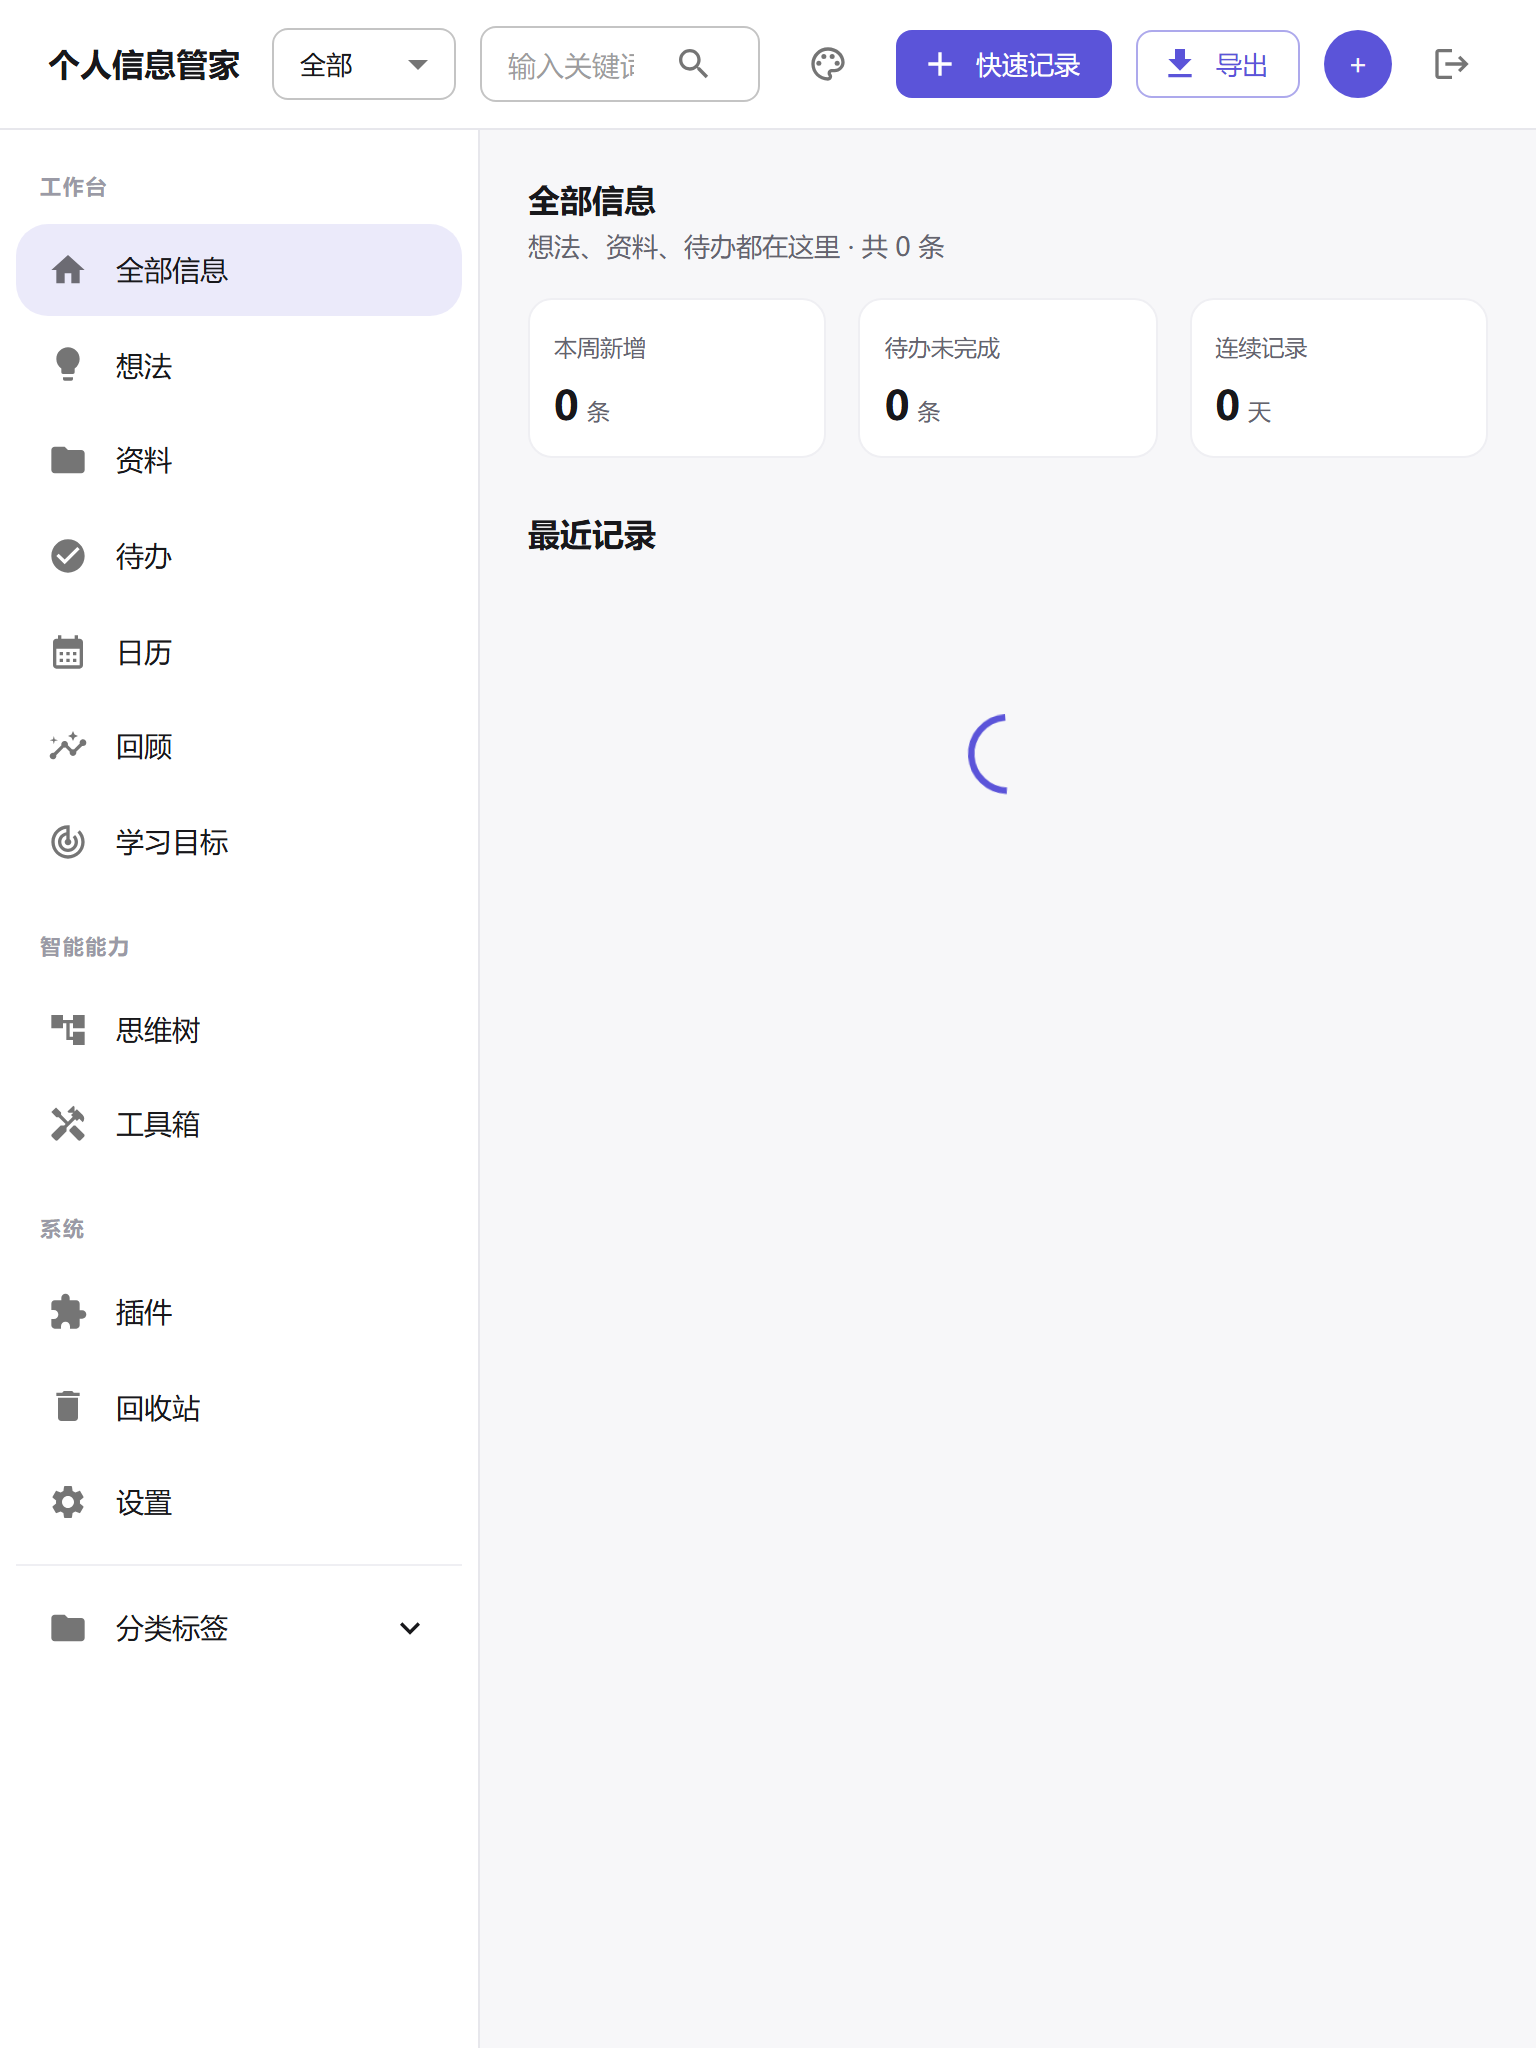 个人信息管家
全部
输入关键
快速记录
导出
+
工作台
全部信息
想法
资料
待办
日历
回顾
学习目标
智能能力
思维树
工具箱
系统
插件
回收站
设置
分类标签
全部信息
想法、资料、待办都在这里 · 共 0 条
本周新增
0 条
待办未完成
0 条
连续记录
0 天
最近记录